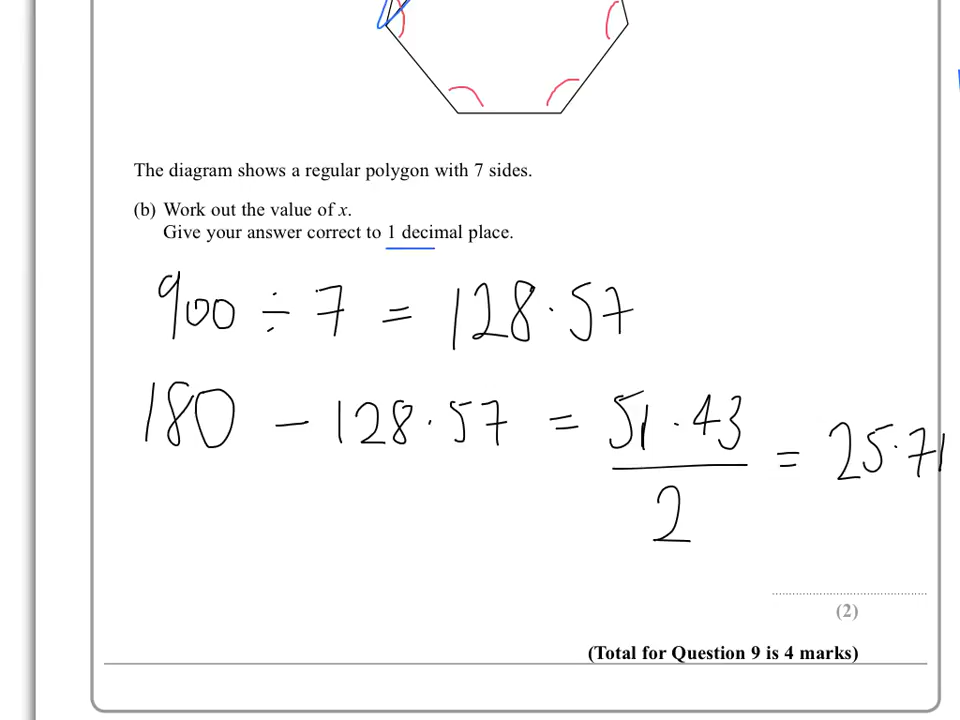 The diagram shows a regular polygon with 7 sides.
(b) Work out the value of x.
Give your answer correct to 1 decimal place.
900 ÷ 7 = 128.57
180 - 128.57 = 51.43 / 2 = 25.71
(2)
(Total for Question 9 is 4 marks)